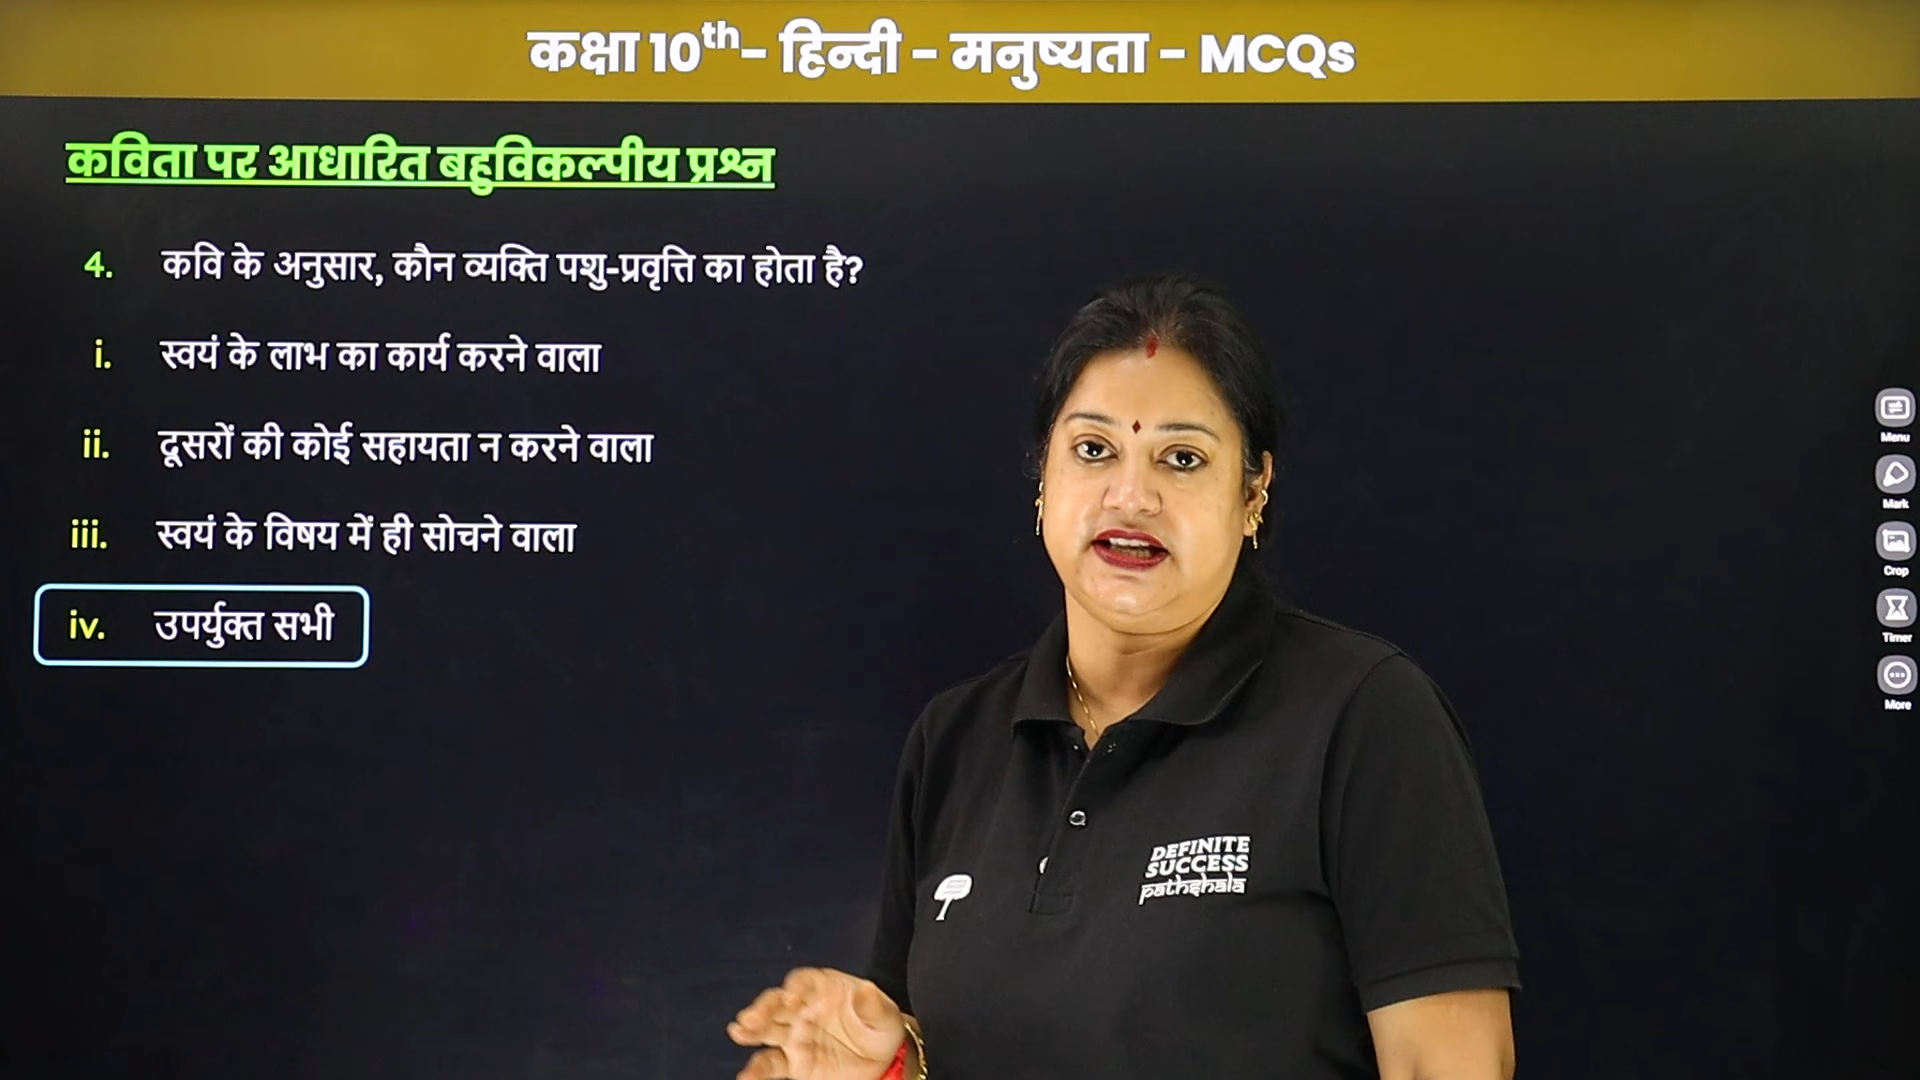 कक्षा 10th- हिन्दी - मनुष्यता - MCQs
कविता पर आधारित बहुविकल्पीय प्रश्न
4. कवि के अनुसार, कौन व्यक्ति पशु-प्रवृत्ति का होता है?
i. स्वयं के लाभ का कार्य करने वाला
ii. दूसरों की कोई सहायता न करने वाला
iii. स्वयं के विषय में ही सोचने वाला
iv. उपर्युक्त सभी
Menu
Mark
Crop
Timer
More
DEFINITE
SUCCESS
pathshala